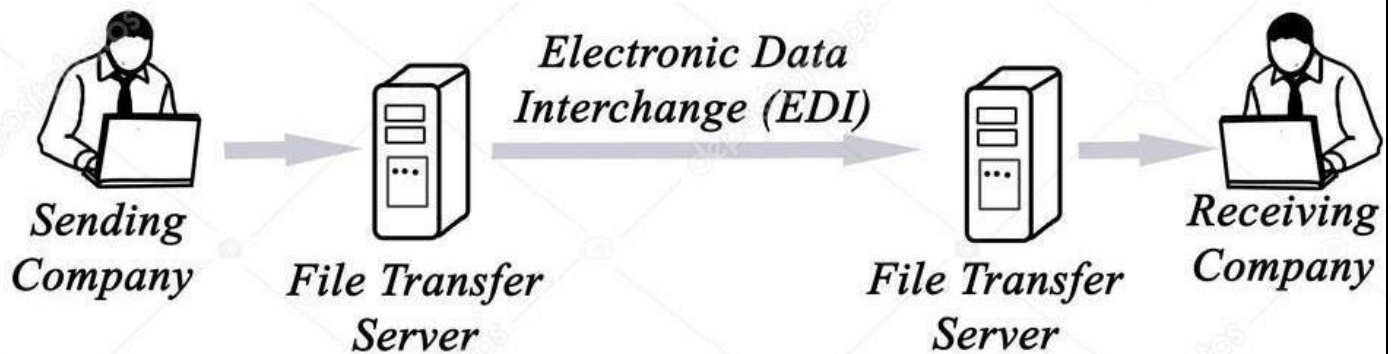 Electronic Data
Interchange (EDI)
Sending
Company
File Transfer
Server
File Transfer
Server
Receiving
Company